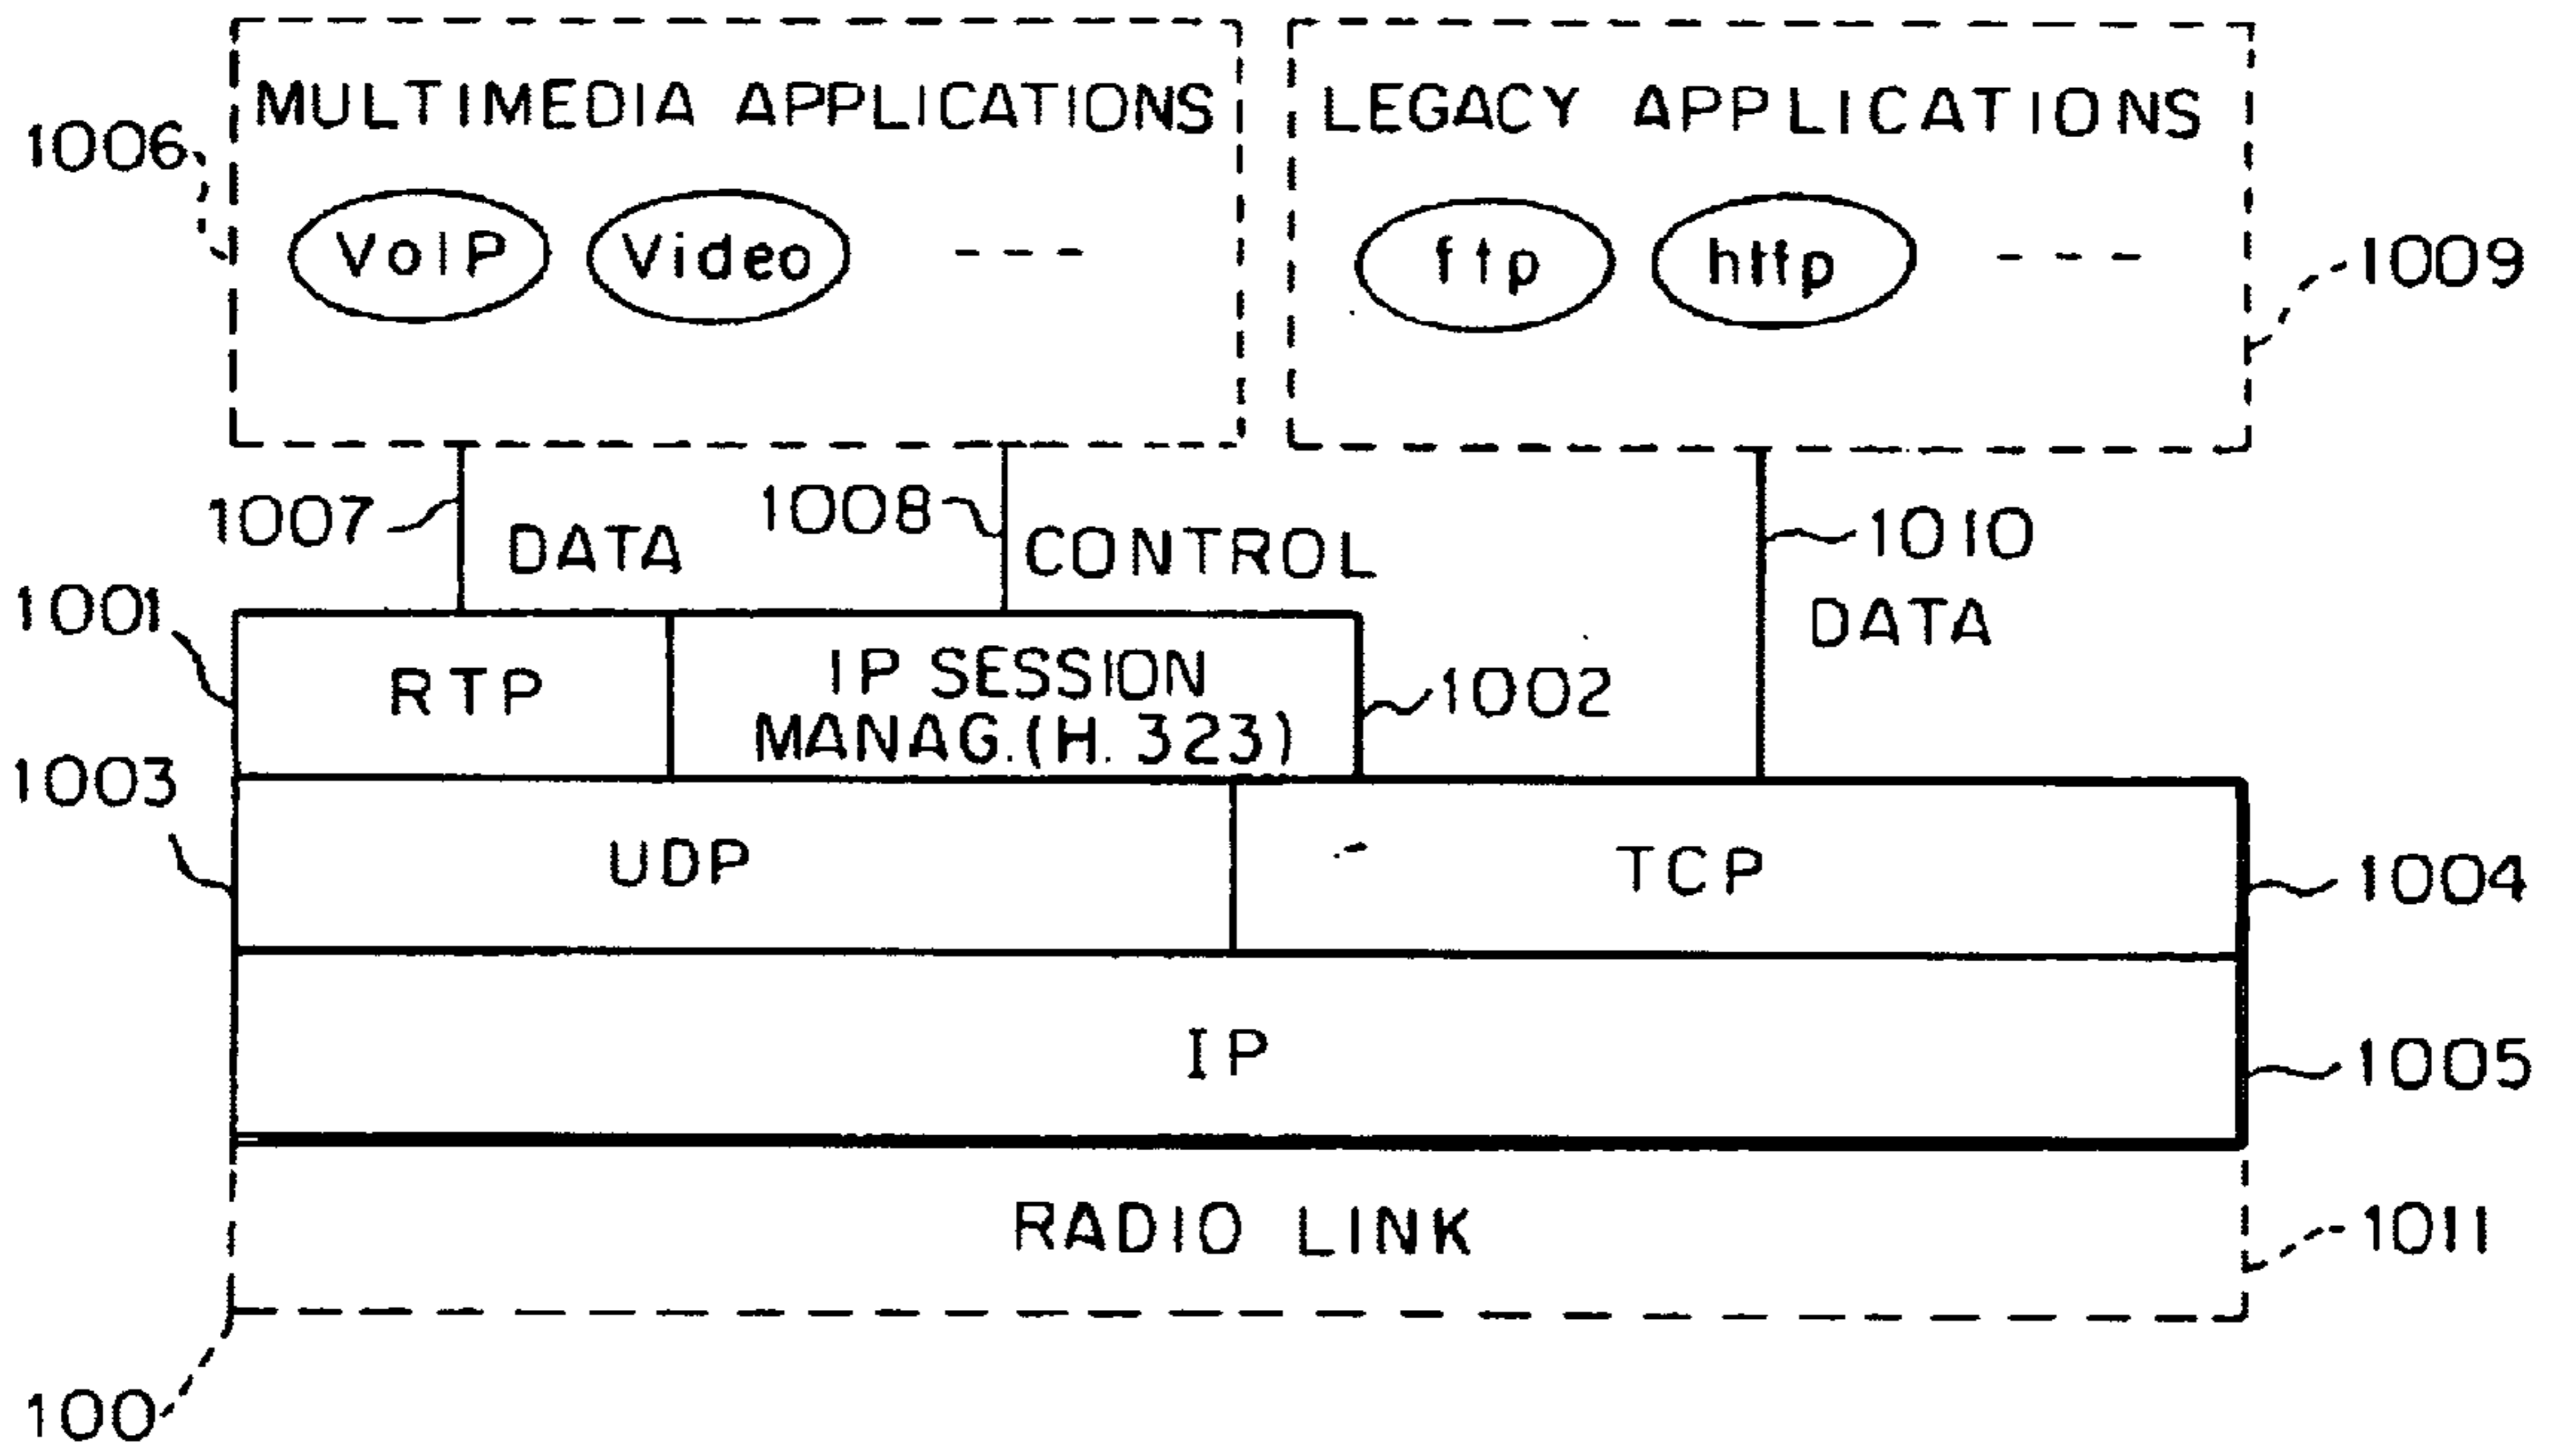 MULTIMEDIA APPLICATIONS
LEGACY APPLICATIONS
1006
VoIP
Video
---
ftp
http
---
1009
1007
DATA
1008
CONTROL
1010
DATA
1001
RTP
IP SESSION
MANAG.(H.323)
1002
1003
UDP
TCP
1004
IP
1005
RADIO LINK
1011
100